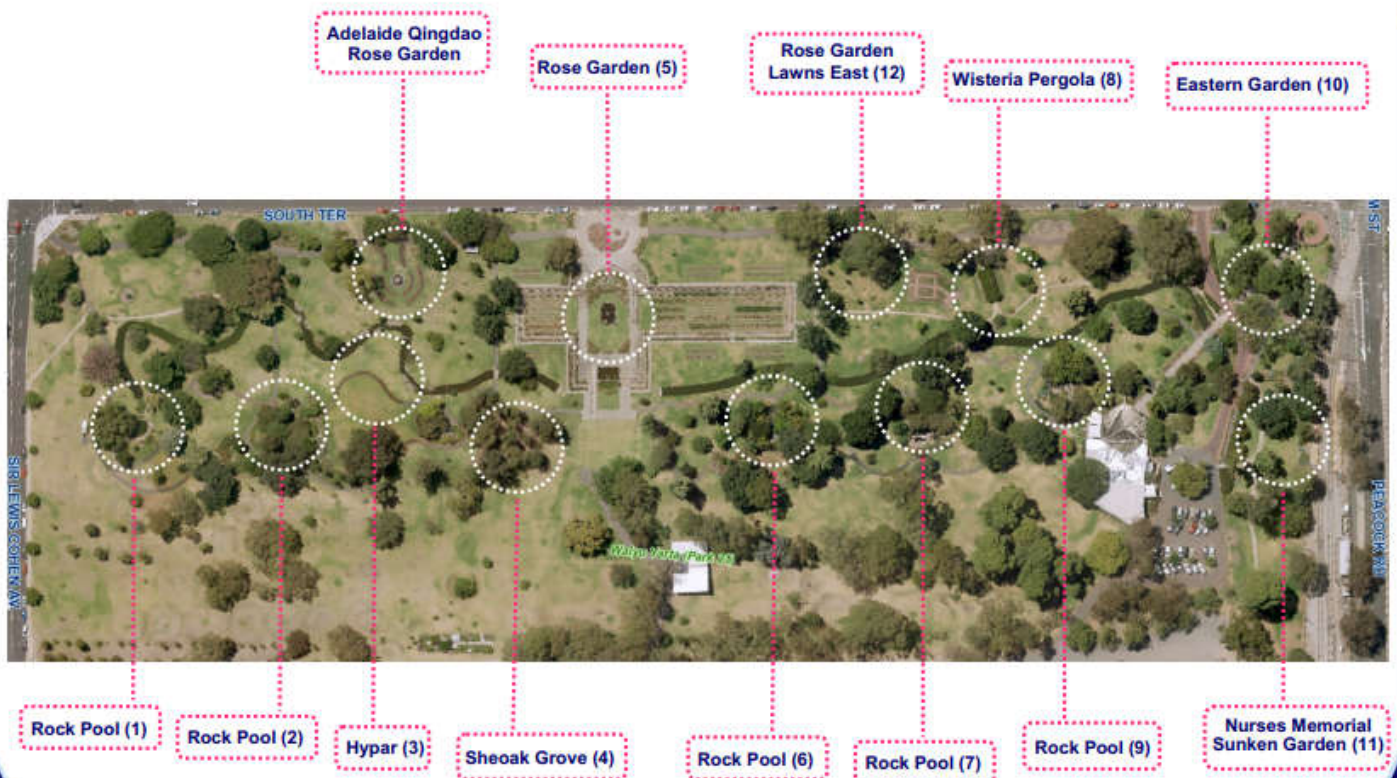 Adelaide Qingdao
Rose Garden
Rose Garden (5)
Rose Garden
Lawns East (12)
Wisteria Pergola (8)
Eastern Garden (10)
SOUTH TER
M ST
SIR LEWIS COHEN AV
PEACOCK RD
Rock Pool (1)
Rock Pool (2)
Hypar (3)
Sheoak Grove (4)
Rock Pool (6)
Rock Pool (7)
Rock Pool (9)
Nurses Memorial
Sunken Garden (11)